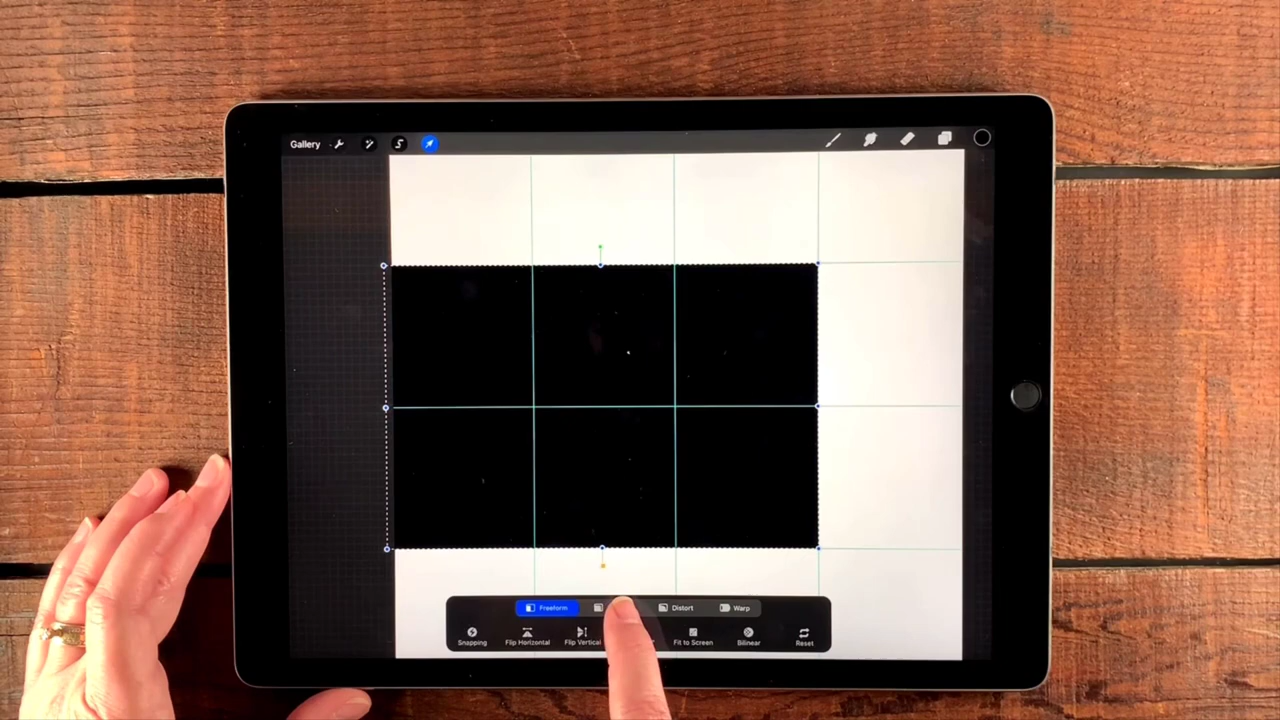 Gallery
Freeform Distort Warp
Snapping Flip Horizontal Flip Vertical Fit to Screen Bilinear Reset